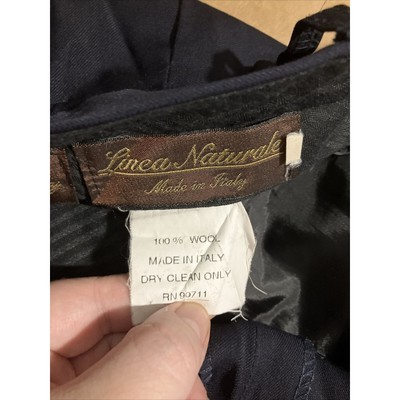 Linea Naturale
Made in Italy
100 % WOOL
MADE IN ITALY
DRY CLEAN ONLY
RN 99711